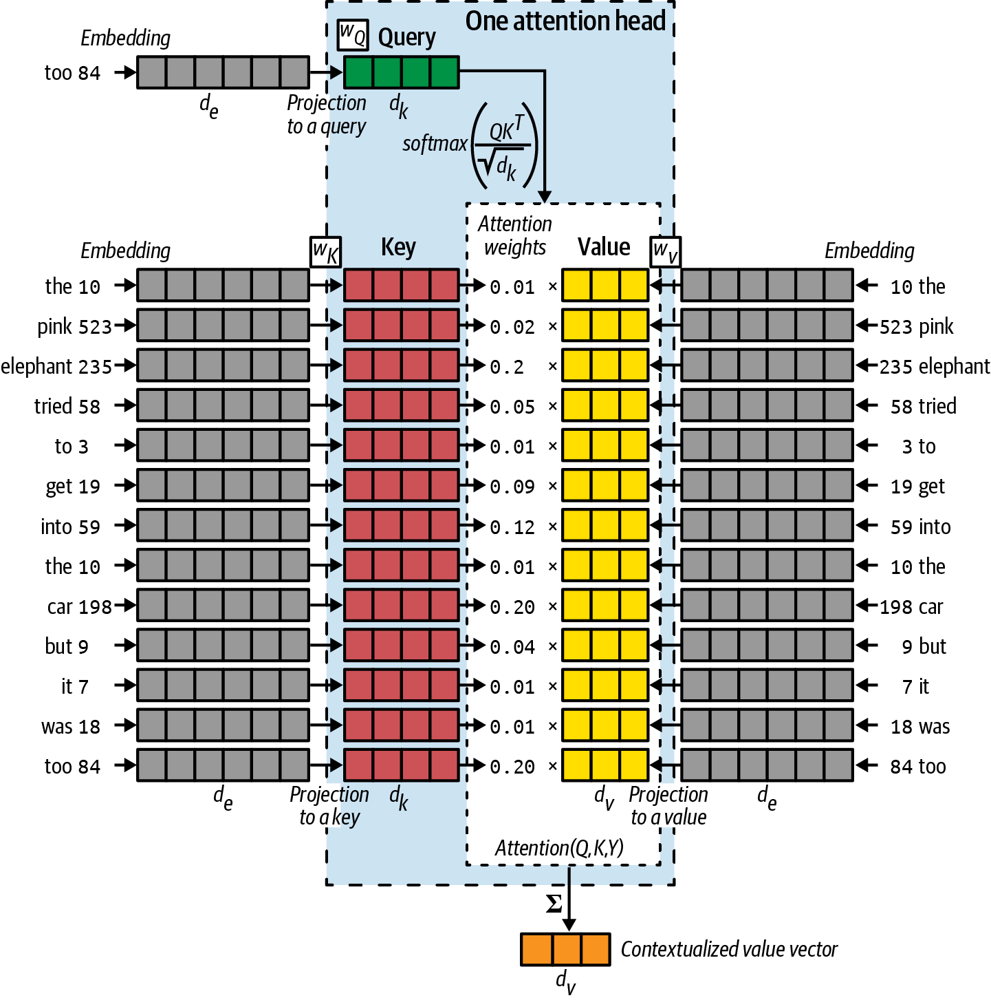 One attention head
Embedding
W_Q Query
too 84
d_e
Projection
to a query
d_k
softmax(QK^T/√d_k)
Attention
weights
Embedding
W_K
Key
Value
W_v
Embedding
the 10 0.01 × 10 the
pink 523 0.02 × 523 pink
elephant 235 0.2 × 235 elephant
tried 58 0.05 × 58 tried
to 3 0.01 × 3 to
get 19 0.09 × 19 get
into 59 0.12 × 59 into
the 10 0.01 × 10 the
car 198 0.20 × 198 car
but 9 0.04 × 9 but
it 7 0.01 × 7 it
was 18 0.01 × 18 was
too 84 0.20 × 84 too
d_e
Projection
to a key
d_k
d_v
Projection
to a value
d_e
Attention(Q,K,Y)
Σ
Contextualized value vector
d_v